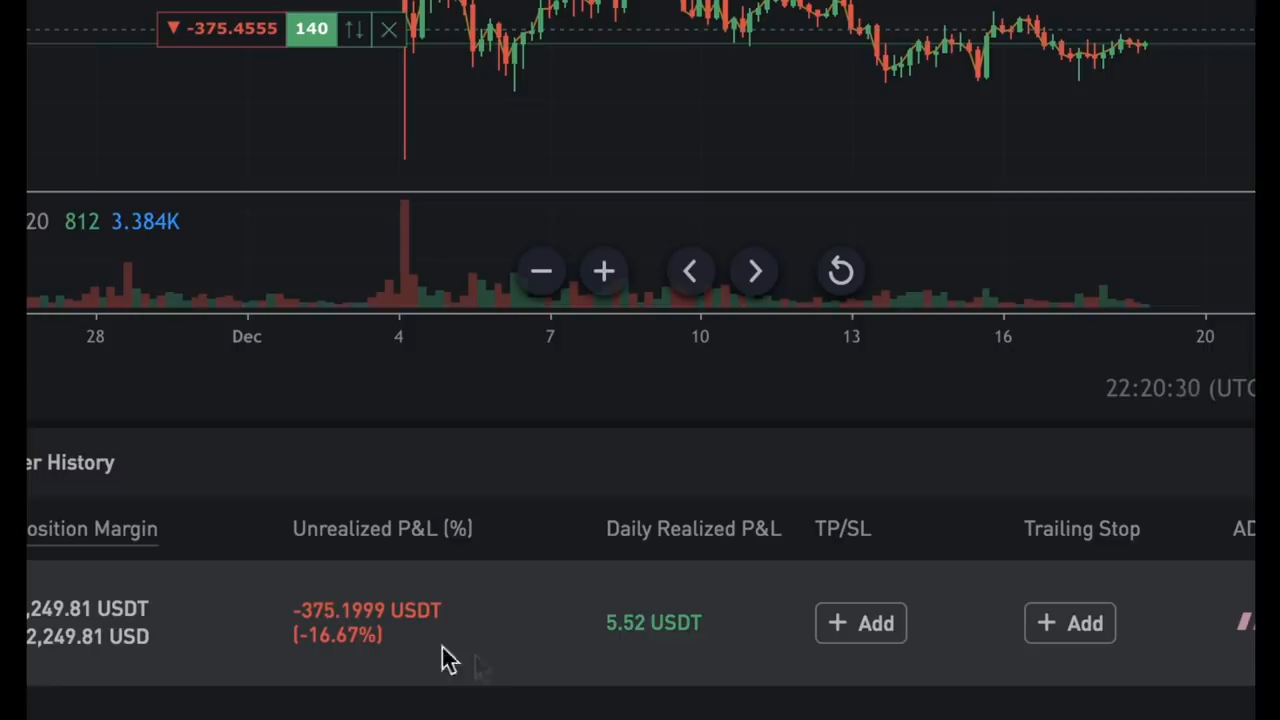 ▼ -375.4555 140
20 812 3.384K
28 Dec 4 7 10 13 16 20
22:20:30 (UTC
er History
osition Margin Unrealized P&L (%) Daily Realized P&L TP/SL Trailing Stop AD
,249.81 USDT -375.1999 USDT
2,249.81 USD (-16.67%)
5.52 USDT + Add + Add